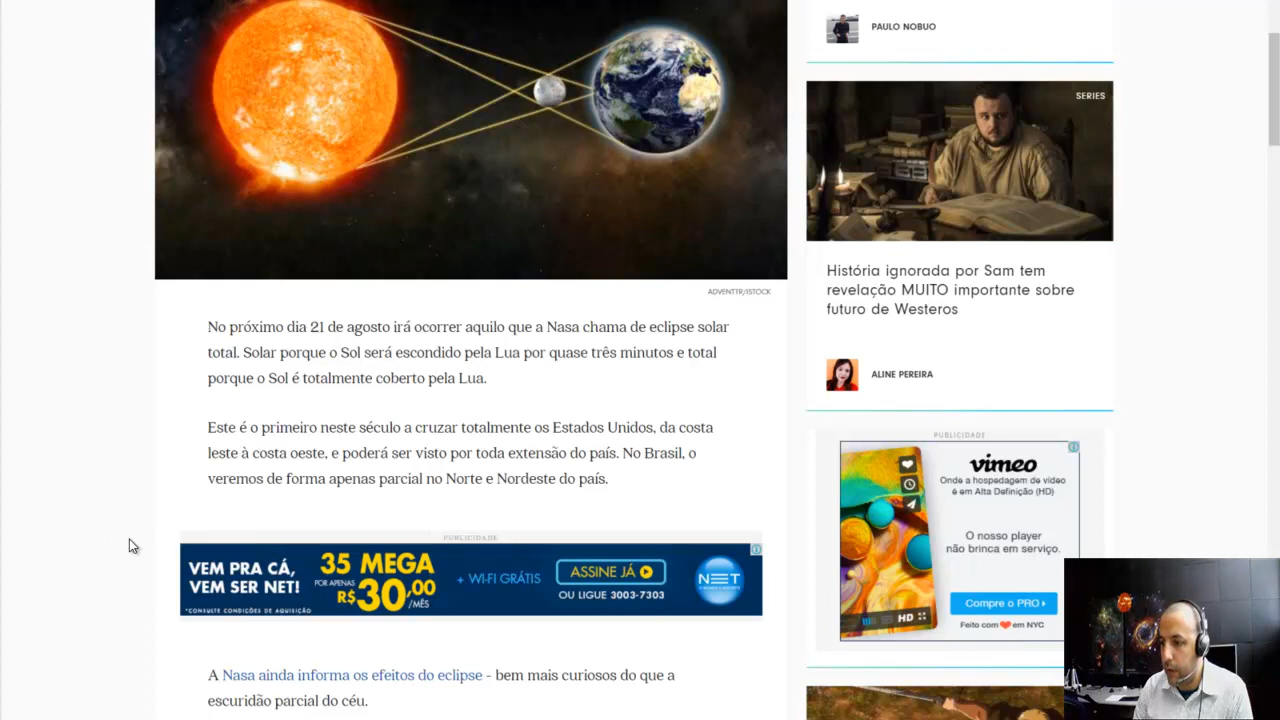 PAULO NOBUO
SERIES
História ignorada por Sam tem
revelação MUITO importante sobre
futuro de Westeros
ALINE PEREIRA
ADVENTTR/ISTOCK
No próximo dia 21 de agosto irá ocorrer aquilo que a Nasa chama de eclipse solar
total. Solar porque o Sol será escondido pela Lua por quase três minutos e total
porque o Sol é totalmente coberto pela Lua.
Este é o primeiro neste século a cruzar totalmente os Estados Unidos, da costa
leste à costa oeste, e poderá ser visto por toda extensão do país. No Brasil, o
veremos de forma apenas parcial no Norte e Nordeste do país.
PUBLICIDADE
VEM PRA CÁ,
VEM SER NET!
*CONSULTE CONDIÇÕES DE AQUISIÇÃO
35 MEGA
POR APENAS
R$30,00
/MÊS
+ WI-FI GRÁTIS
ASSINE JÁ
OU LIGUE 3003-7303
NET
A Nasa ainda informa os efeitos do eclipse - bem mais curiosos do que a
escuridão parcial do céu.
PUBLICIDADE
vimeo
Onde a hospedagem de vídeo
é em Alta Definição (HD)
O nosso player
não brinca em serviço.
HD
Compre o PRO
Feito com em NYC